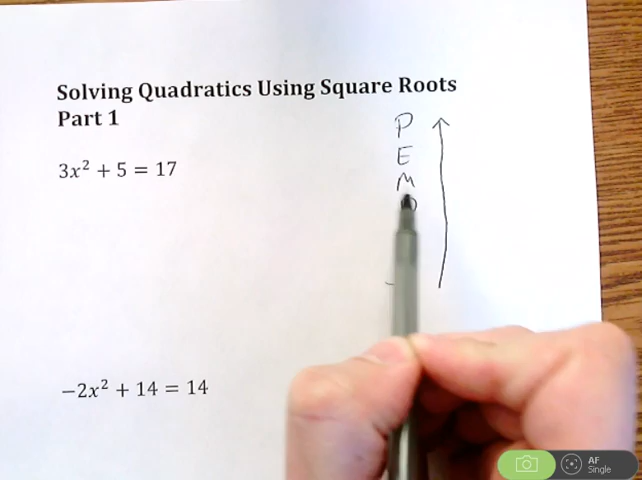 Solving Quadratics Using Square Roots
Part 1
3x² + 5 = 17
P
E
M
D
−2x² + 14 = 14
AF
Single